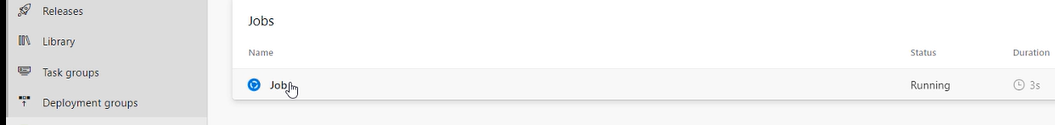 Releases
Library
Task groups
Deployment groups
Jobs
Name Status Duration
Job Running 3s